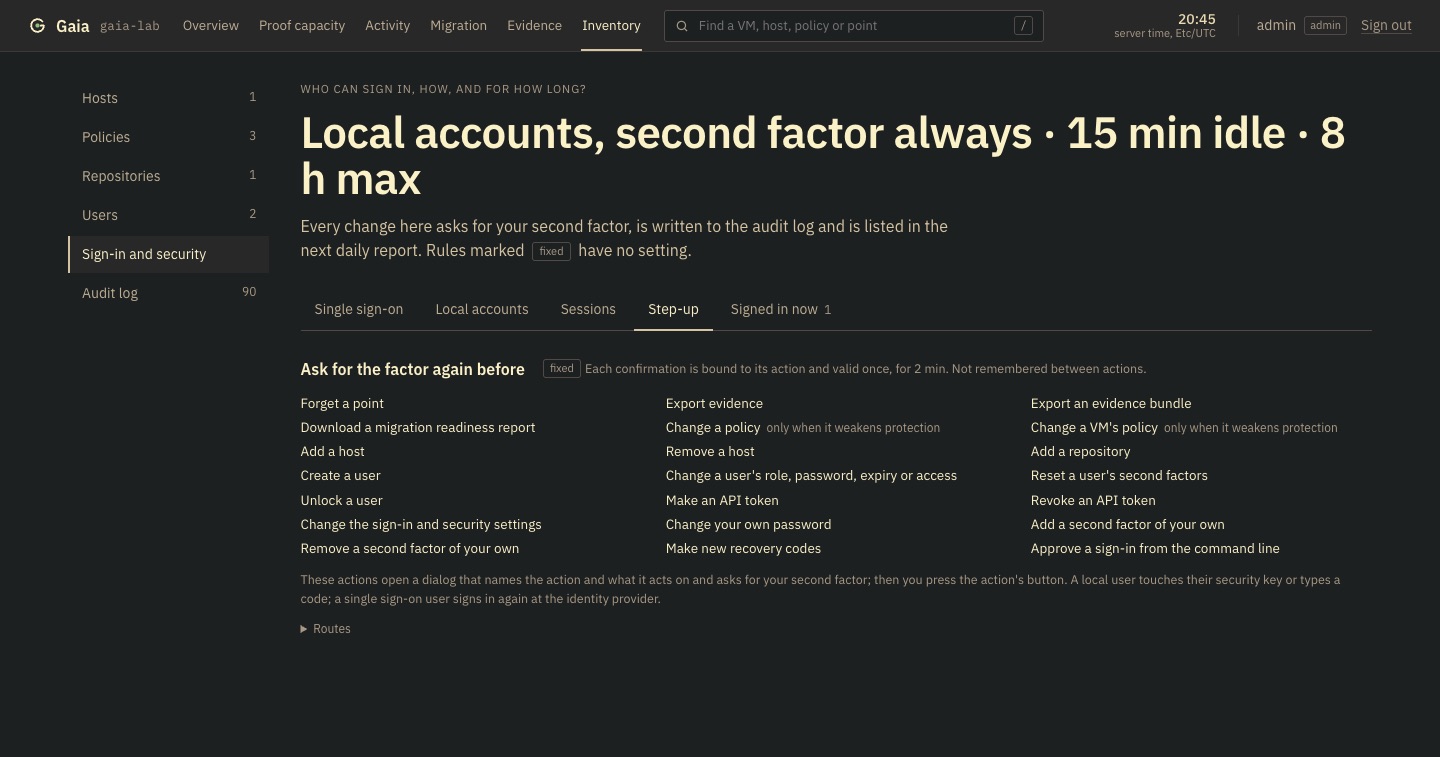 Gaia gaia-lab Overview Proof capacity Activity Migration Evidence Inventory Find a VM, host, policy or point / 20:45 admin admin Sign out
server time, Etc/UTC
Hosts 1
Policies 3
Repositories 1
Users 2
Sign-in and security
Audit log 90
WHO CAN SIGN IN, HOW, AND FOR HOW LONG?
Local accounts, second factor always · 15 min idle · 8
h max
Every change here asks for your second factor, is written to the audit log and is listed in the
next daily report. Rules marked fixed have no setting.
Single sign-on Local accounts Sessions Step-up Signed in now 1
Ask for the factor again before fixed Each confirmation is bound to its action and valid once, for 2 min. Not remembered between actions.
Forget a point Export evidence Export an evidence bundle
Download a migration readiness report Change a policy only when it weakens protection Change a VM's policy only when it weakens protection
Add a host Remove a host Add a repository
Create a user Change a user's role, password, expiry or access Reset a user's second factors
Unlock a user Make an API token Revoke an API token
Change the sign-in and security settings Change your own password Add a second factor of your own
Remove a second factor of your own Make new recovery codes Approve a sign-in from the command line
These actions open a dialog that names the action and what it acts on and asks for your second factor; then you press the action's button. A local user touches their security key or types a
code; a single sign-on user signs in again at the identity provider.
Routes